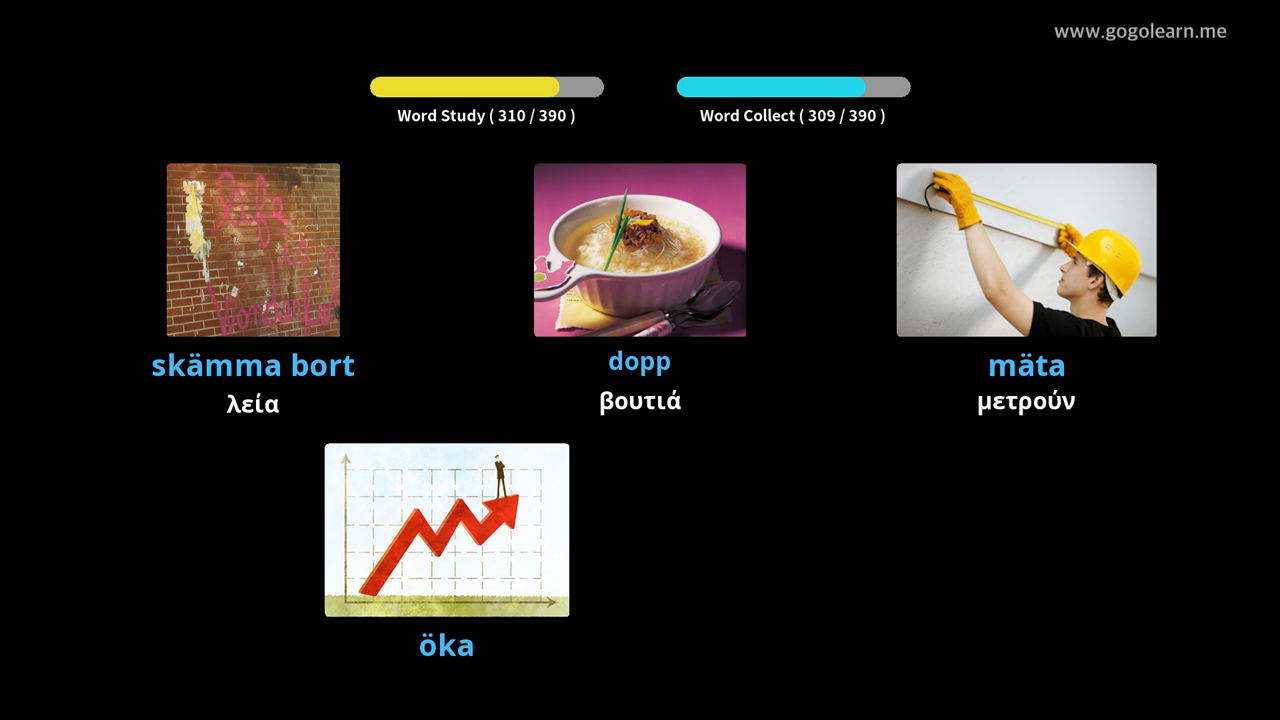 www.gogolearn.me
Word Study ( 310 / 390 )
Word Collect ( 309 / 390 )
skämma bort
λεία
dopp
βουτιά
mäta
μετρούν
öka